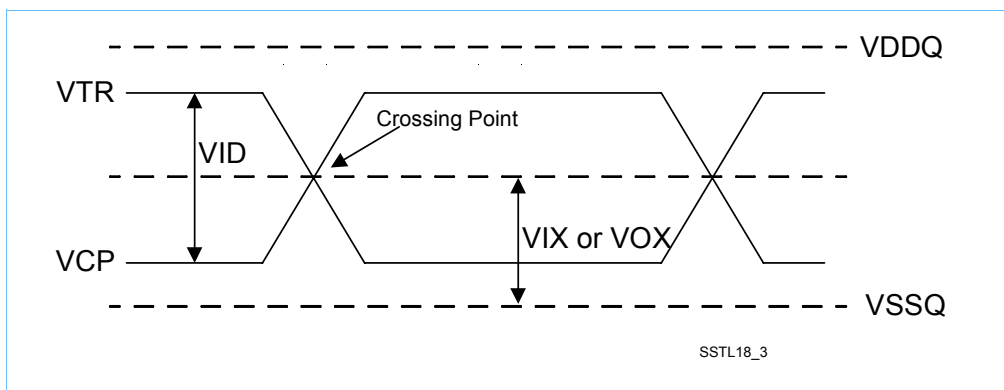 VDDQ
VTR
Crossing Point
VID
VIX or VOX
VCP
VSSQ
SSTL18_3